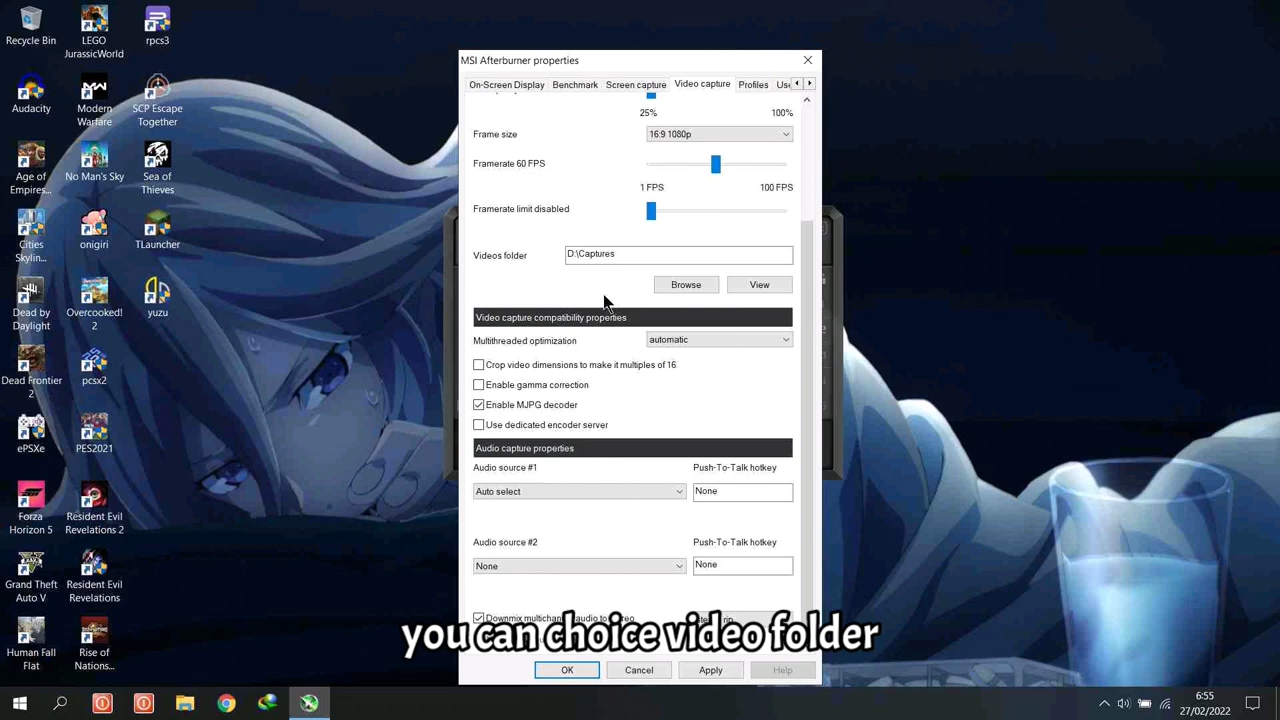 Recycle Bin
LEGO JurassicWorld
rpcs3
Audacity
Modern Warfare
SCP Escape Together
Age of Empires...
No Man's Sky
Sea of Thieves
Cities Skylin...
onigiri
TLauncher
Dead by Daylight
Overcooked! 2
yuzu
Dead Frontier 2
pcsx2
ePSXe
PES2021
Forza Horizon 5
Resident Evil Revelations 2
Grand Theft Auto V
Resident Evil Revelations
Human Fall Flat
Rise of Nations...
MSI Afterburner properties
On-Screen Display Benchmark Screen capture Video capture Profiles Use
25% 100%
Frame size 16:9 1080p
Framerate 60 FPS
1 FPS 100 FPS
Framerate limit disabled
Videos folder D:\Captures
Browse View
Video capture compatibility properties
Multithreaded optimization automatic
Crop video dimensions to make it multiples of 16
Enable gamma correction
Enable MJPG decoder
Use dedicated encoder server
Audio capture properties
Audio source #1 Push-To-Talk hotkey
Auto select None
Audio source #2 Push-To-Talk hotkey
None None
Downmix multichannel audio to stereo
you can choice video folder
OK Cancel Apply Help
6:55
27/02/2022